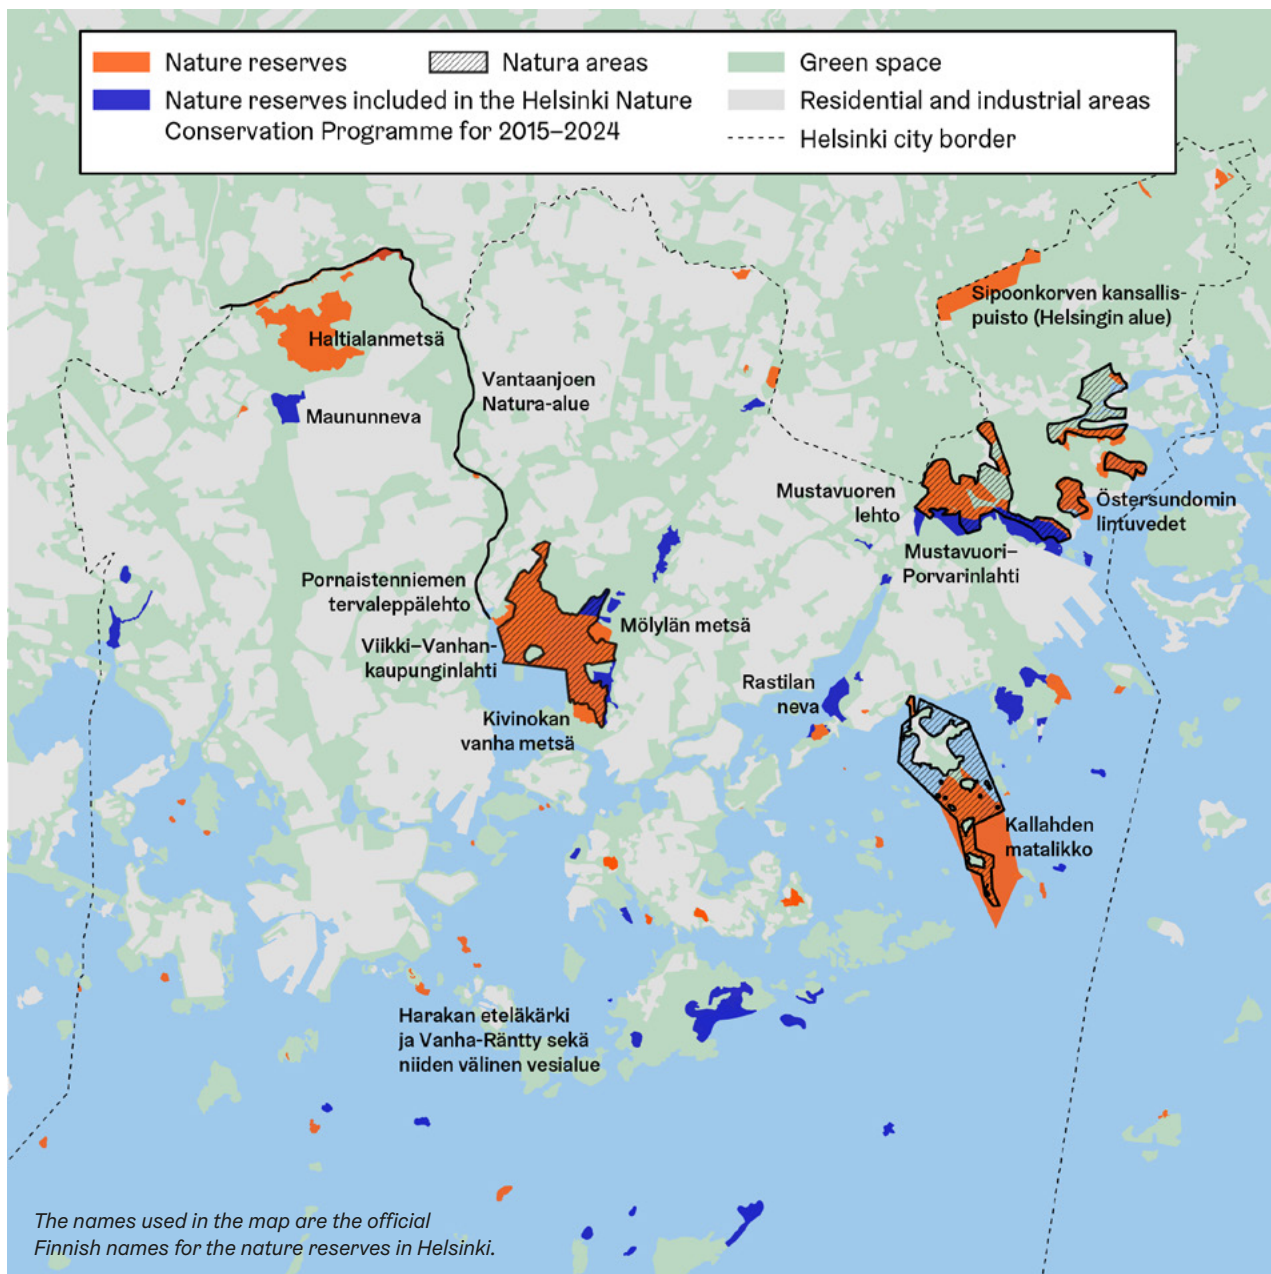 Nature reserves
Natura areas
Green space
Nature reserves included in the Helsinki Nature
Conservation Programme for 2015–2024
Residential and industrial areas
Helsinki city border
Sipoonkorven kansallis-
puisto (Helsingin alue)
Haltialanmetsä
Vantaanjoen
Natura-alue
Maununneva
Mustavuoren
lehto
Östersundomin
lintuvedet
Mustavuori–
Porvarinlahti
Pornaistenniemen
tervaleppälehto
Mölylän metsä
Viikki–Vanhan-
kaupunginlahti
Rastilan
neva
Kivinokan
vanha metsä
Kallahden
matalikko
Harakan eteläkärki
ja Vanha-Räntty sekä
niiden välinen vesialue
The names used in the map are the official
Finnish names for the nature reserves in Helsinki.